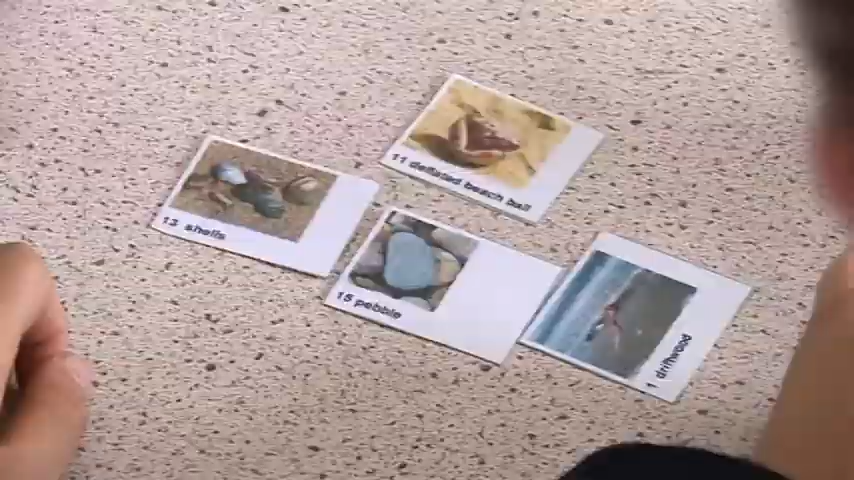 11 deflated beach ball
13 shells
15 pebble
1 driftwood